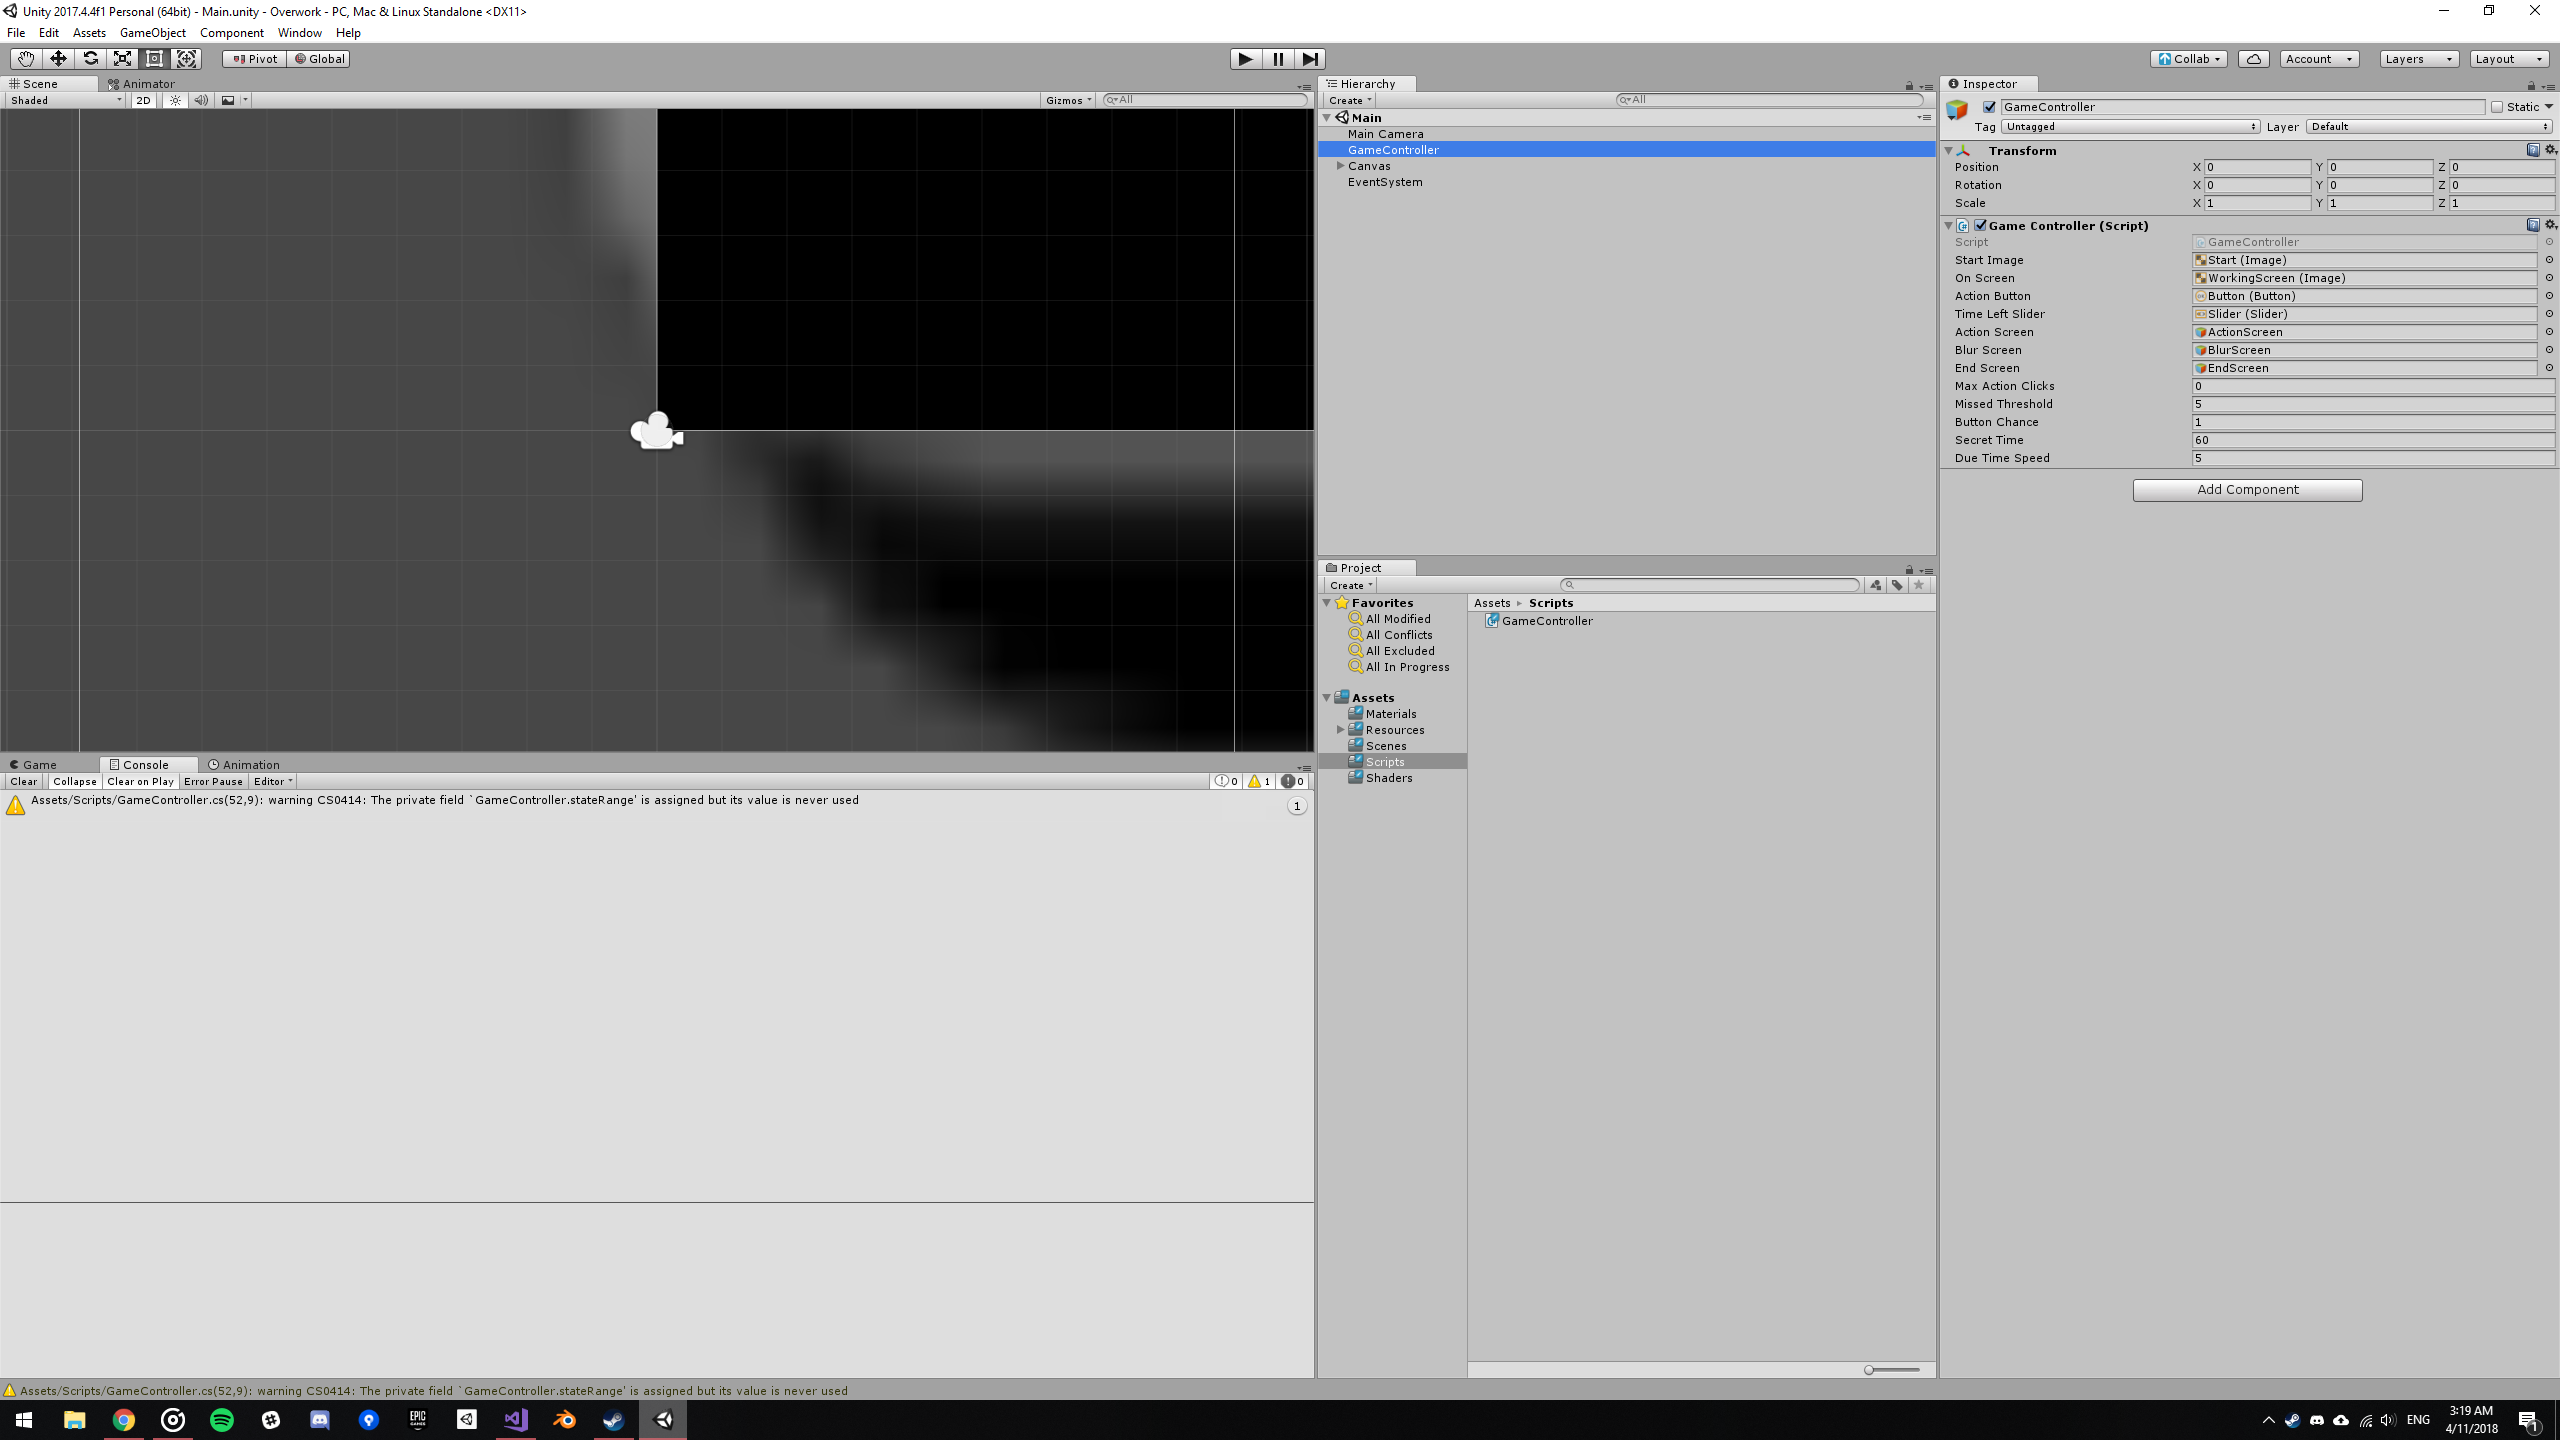 Unity 2017.4.4f1 Personal (64bit) - Main.unity - Overwork - PC, Mac & Linux Standalone <DX11>
File Edit Assets GameObject Component Window Help
Pivot Global
Collab Account Layers Layout
Scene Animator
Shaded 2D Gizmos All
Hierarchy
Create All
Main
Main Camera
GameController
Canvas
EventSystem
Inspector
GameController Static
Tag Untagged Layer Default
Transform
Position X 0 Y 0 Z 0
Rotation X 0 Y 0 Z 0
Scale X 1 Y 1 Z 1
Game Controller (Script)
Script GameController
Start Image Start (Image)
On Screen WorkingScreen (Image)
Action Button Button (Button)
Time Left Slider Slider (Slider)
Action Screen ActionScreen
Blur Screen BlurScreen
End Screen EndScreen
Max Action Clicks 0
Missed Threshold 5
Button Chance 1
Secret Time 60
Due Time Speed 5
Add Component
Project
Create
Favorites
All Modified
All Conflicts
All Excluded
All In Progress
Assets
Materials
Resources
Scenes
Scripts
Shaders
Assets Scripts
GameController
Game Console Animation
Clear Collapse Clear on Play Error Pause Editor 0 1 0
Assets/Scripts/GameController.cs(52,9): warning CS0414: The private field `GameController.stateRange' is assigned but its value is never used
1
Assets/Scripts/GameController.cs(52,9): warning CS0414: The private field `GameController.stateRange' is assigned but its value is never used
EPIC
GAMES
ENG
3:19 AM
4/11/2018
1